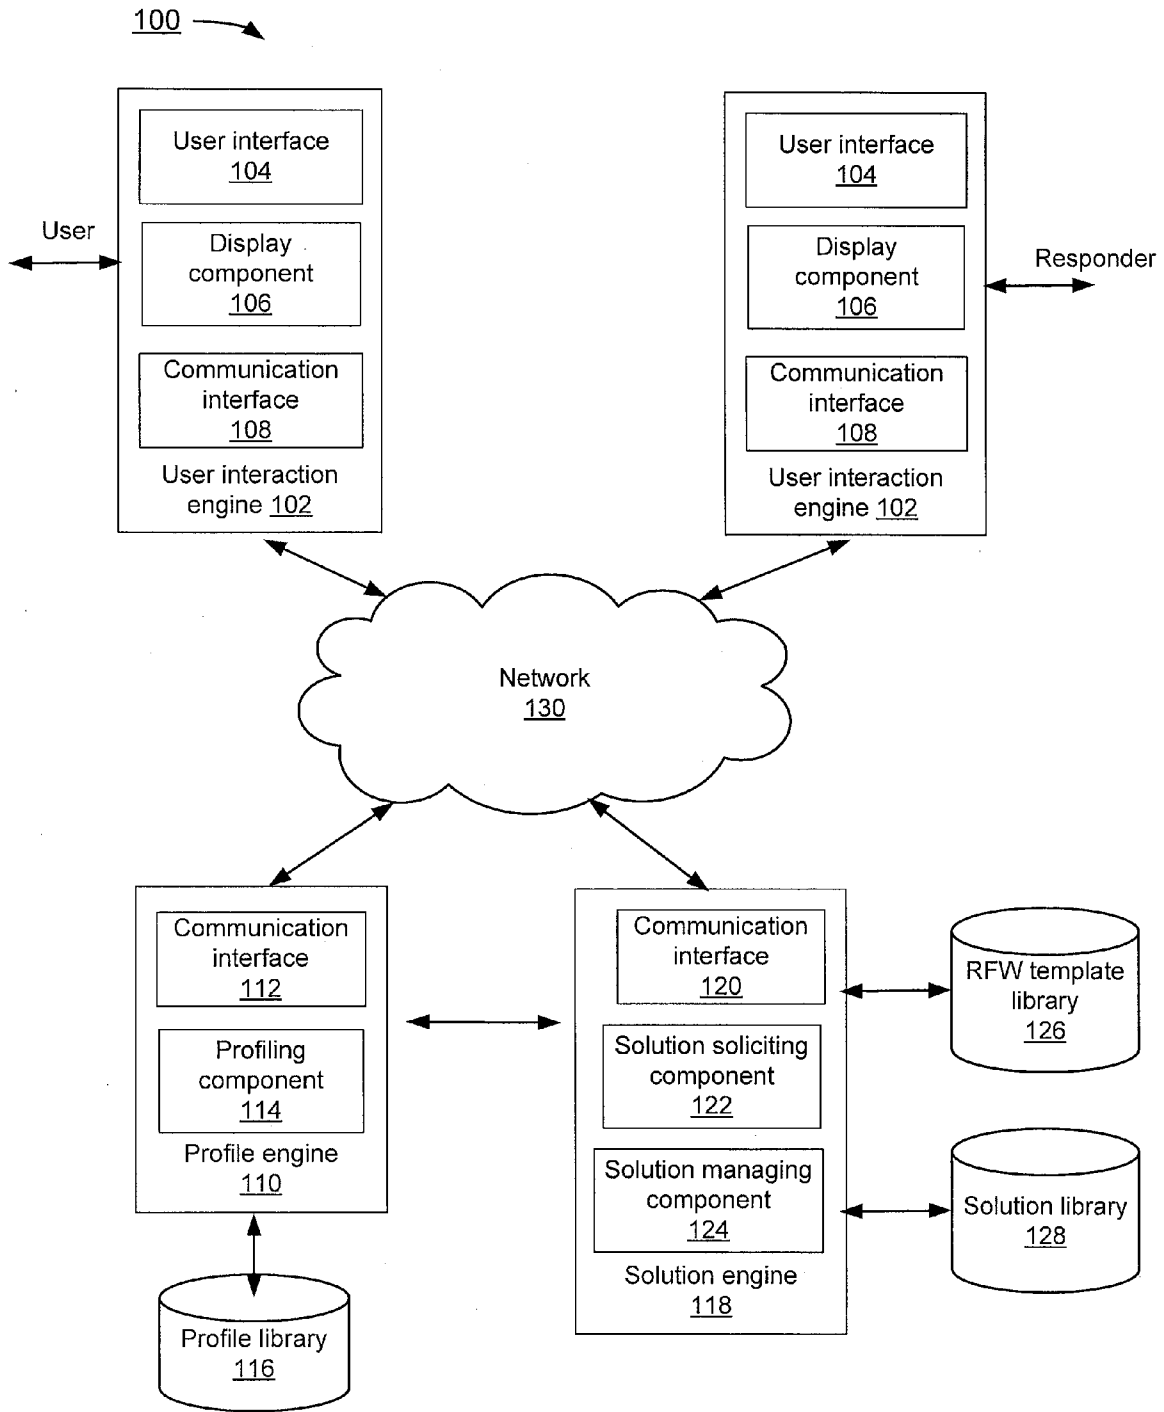 100
User interface
104
Display
component
106
Communication
interface
108
User interaction
engine 102
User
User interface
104
Display
component
106
Communication
interface
108
User interaction
engine 102
Responder
Network
130
Communication
interface
112
Profiling
component
114
Profile engine
110
Profile library
116
Communication
interface
120
Solution soliciting
component
122
Solution managing
component
124
Solution engine
118
RFW template
library
126
Solution library
128